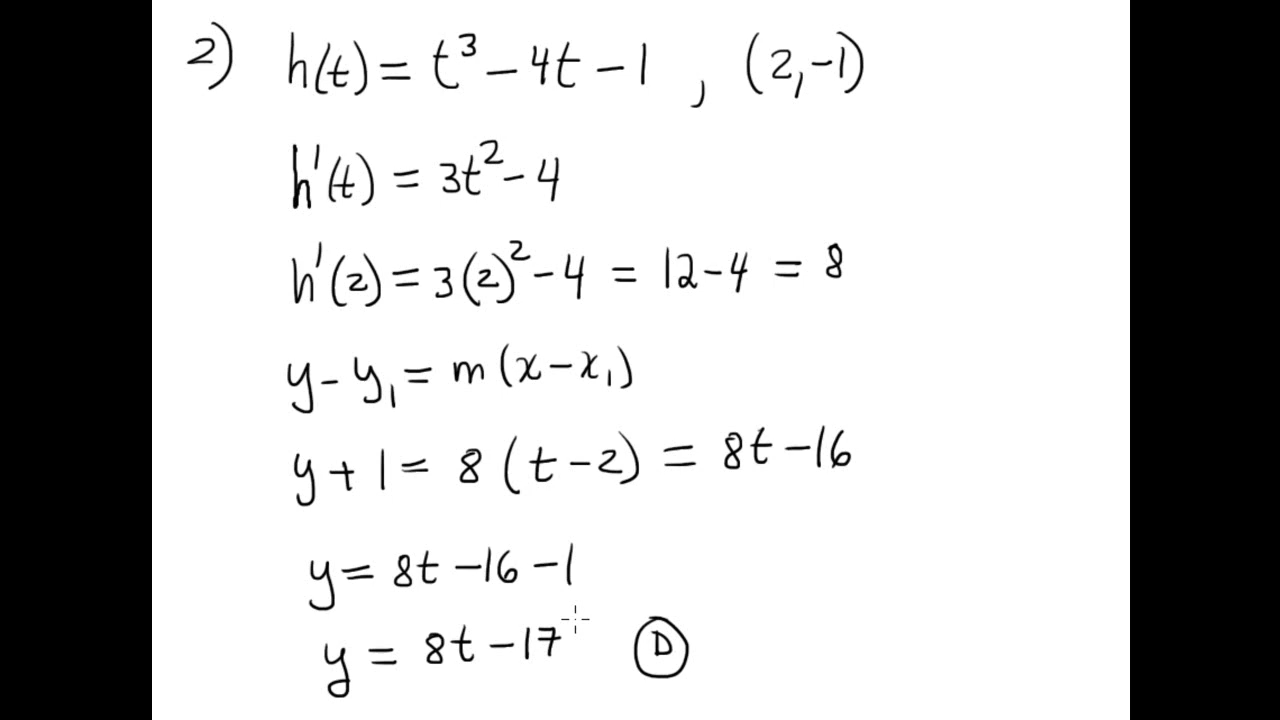 2) h(t) = t³ – 4t – 1 , (2,-1)
h'(t) = 3t² – 4
h'(2) = 3(2)² – 4 = 12 – 4 = 8
y – y₁ = m(x – x₁)
y + 1 = 8(t – 2) = 8t – 16
y = 8t – 16 – 1
y = 8t – 17 D